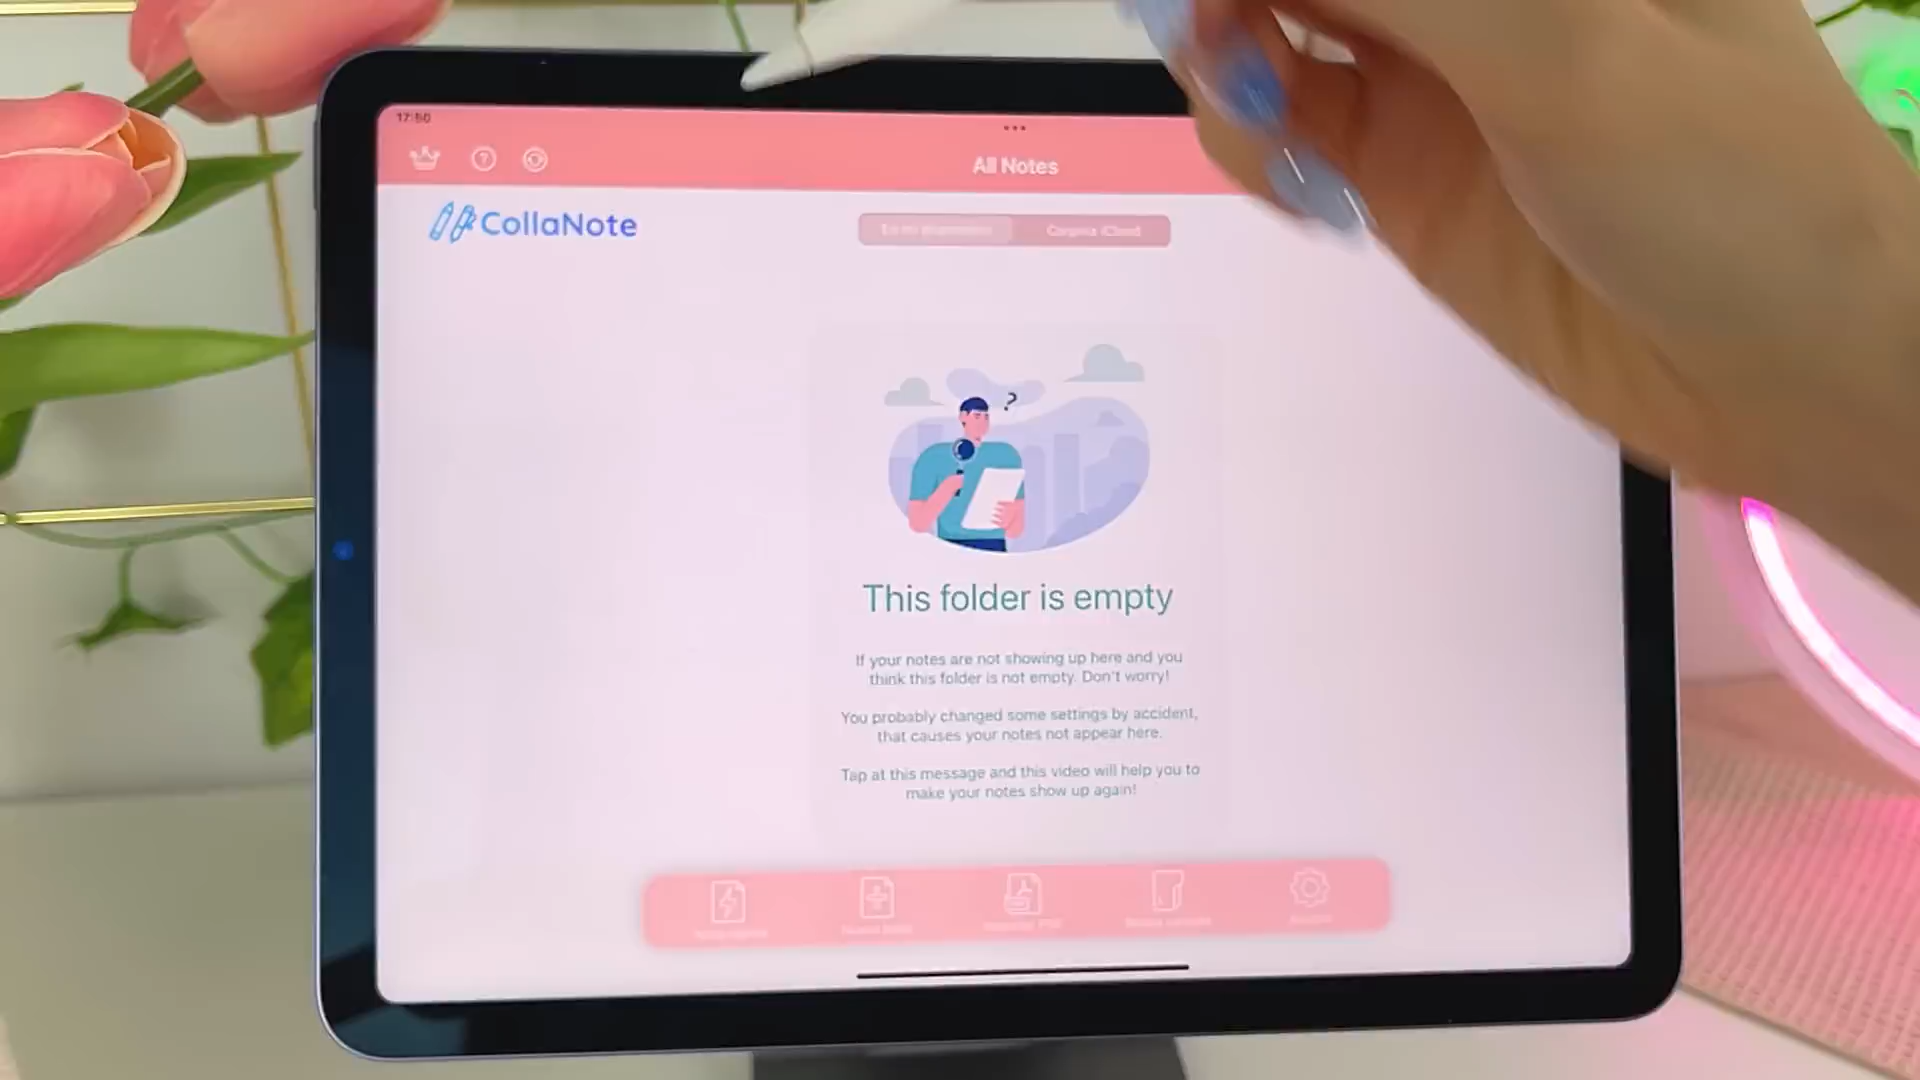 17:50
All Notes
CollaNote
?
This folder is empty
If your notes are not showing up here and you
think this folder is not empty. Don't worry!
You probably changed some settings by accident,
that causes your notes not appear here.
Tap at this message and this video will help you to
make your notes show up again!